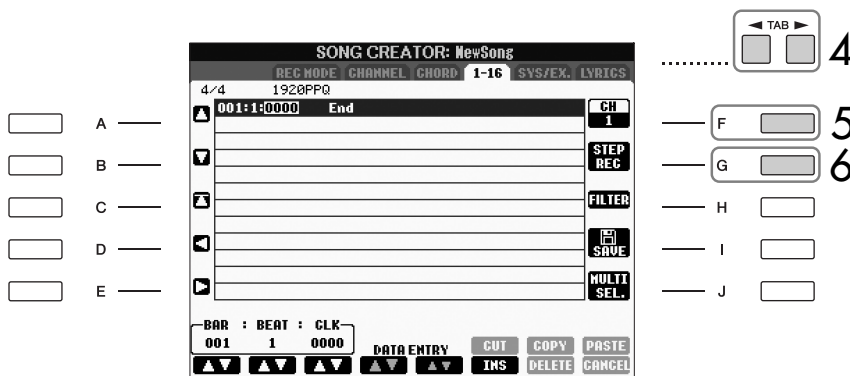 ◄ TAB ►
4
SONG CREATOR: NewSong
REC MODE CHANNEL CHORD 1-16 SYS/EX. LYRICS
4/4 1920PPQ
001:1:0000 End
CH 1
A
F
5
STEP REC
B
G
6
FILTER
C
H
SAVE
D
I
MULTI SEL.
E
J
BAR : BEAT : CLK
001 1 0000
DATA ENTRY
CUT COPY PASTE
INS DELETE CANCEL